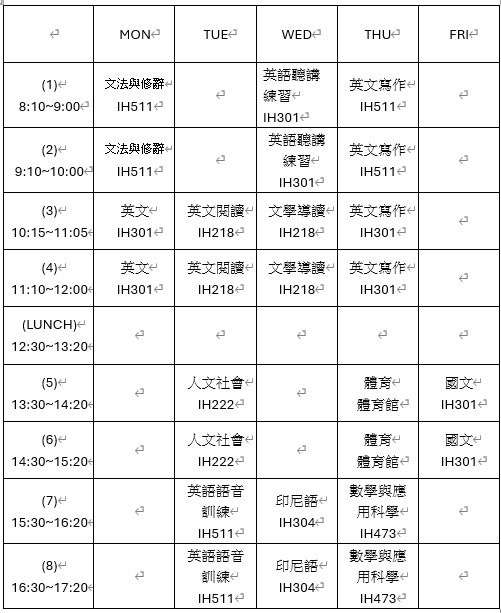 MON TUE WED THU FRI
(1)
8:10~9:00
文法與修辭
IH511
英語聽講
練習
IH301
英文寫作
IH511
(2)
9:10~10:00
文法與修辭
IH511
英語聽講
練習
IH301
英文寫作
IH511
(3)
10:15~11:05
英文
IH301
英文閱讀
IH218
文學導讀
IH218
英文寫作
IH301
(4)
11:10~12:00
英文
IH301
英文閱讀
IH218
文學導讀
IH218
英文寫作
IH301
(LUNCH)
12:30~13:20
(5)
13:30~14:20
人文社會
IH222
體育
體育館
國文
IH301
(6)
14:30~15:20
人文社會
IH222
體育
體育館
國文
IH301
(7)
15:30~16:20
英語語音
訓練
IH511
印尼語
IH304
數學與應
用科學
IH473
(8)
16:30~17:20
英語語音
訓練
IH511
印尼語
IH304
數學與應
用科學
IH473